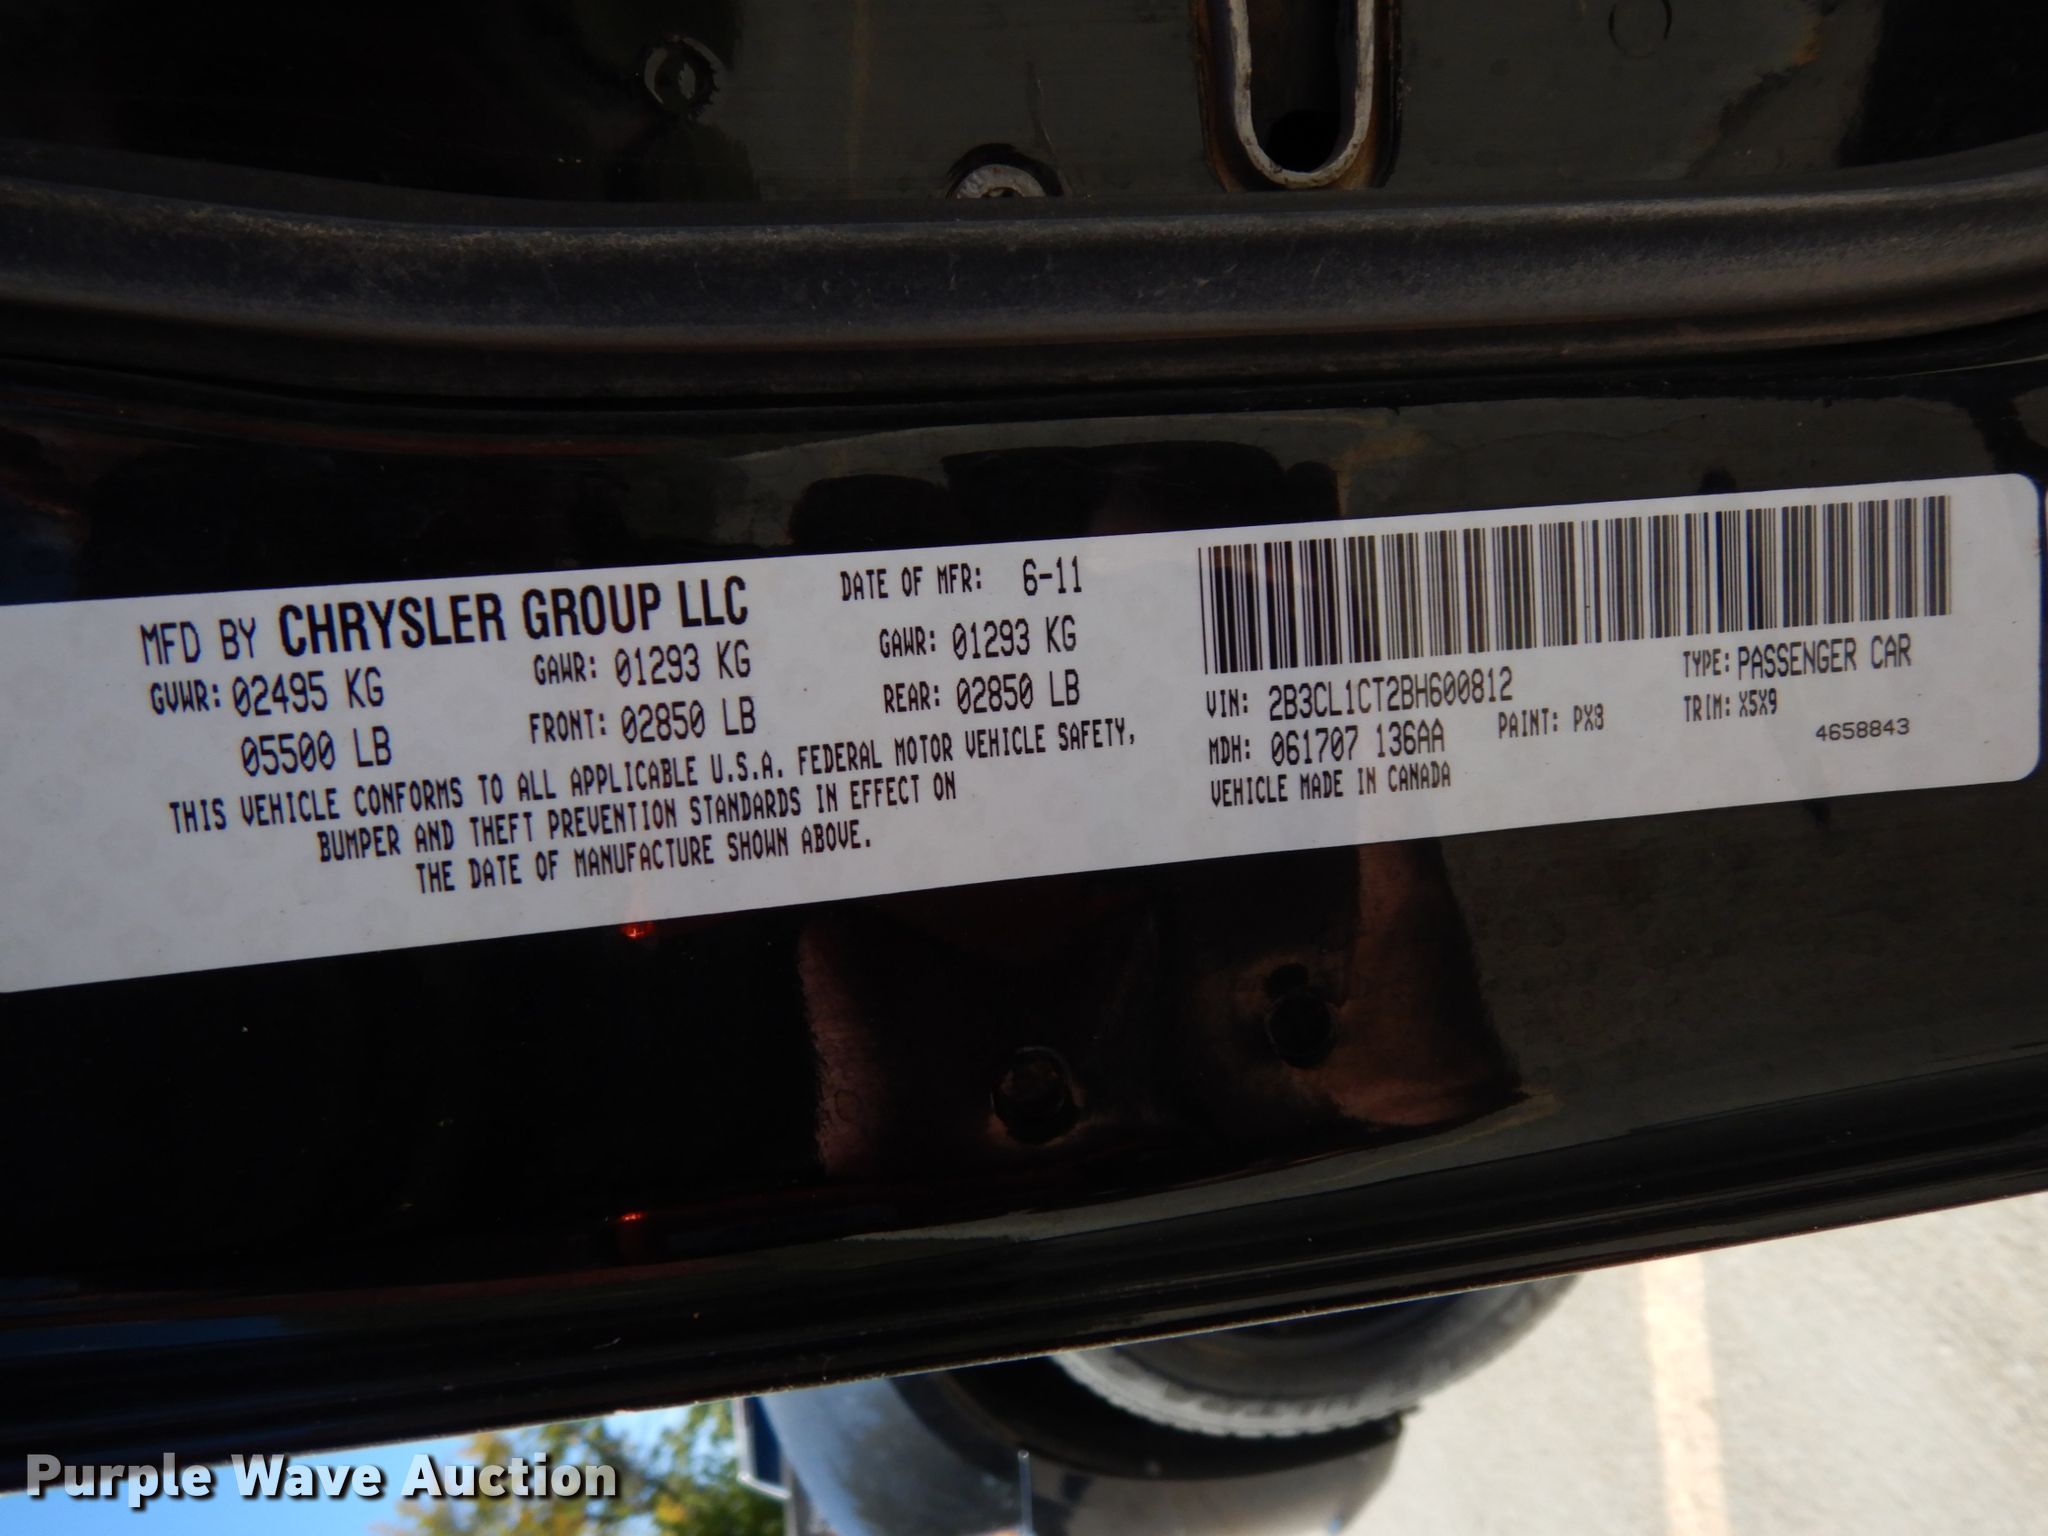 MFD BY CHRYSLER GROUP LLC DATE OF MFR: 6-11
GVWR: 02495 KG GAWR: 01293 KG GAWR: 01293 KG
05500 LB FRONT: 02850 LB REAR: 02850 LB
THIS VEHICLE CONFORMS TO ALL APPLICABLE U.S.A. FEDERAL MOTOR VEHICLE SAFETY,
BUMPER AND THEFT PREVENTION STANDARDS IN EFFECT ON
THE DATE OF MANUFACTURE SHOWN ABOVE.
VIN: 2B3CL1CT2BH600812 TYPE: PASSENGER CAR
MDH: 061707 136AA PAINT: PX8 TRIM: X5X9
VEHICLE MADE IN CANADA 4658843
Purple Wave Auction